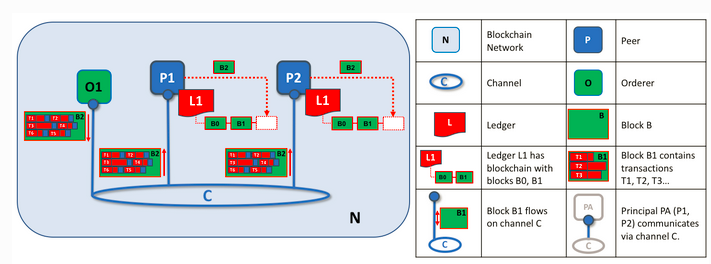 O1
P1
P2
B2
B2
L1
L1
B0 B1
B0 B1
T1 T2 B2
T3 T4
T6 T5
T1 T2 B2
T3 T4
T6 T5
T1 T2 B2
T3 T4
T6 T5
C
N
N
Blockchain
Network
P
Peer
C
Channel
O
Orderer
L
Ledger
B
Block B
L1
B0 B1
Ledger L1 has
blockchain with
blocks B0, B1
T1 B1
T2
T3
Block B1 contains
transactions
T1, T2, T3...
B1
C
Block B1 flows
on channel C
PA
C
Principal PA (P1,
P2) communicates
via channel C.